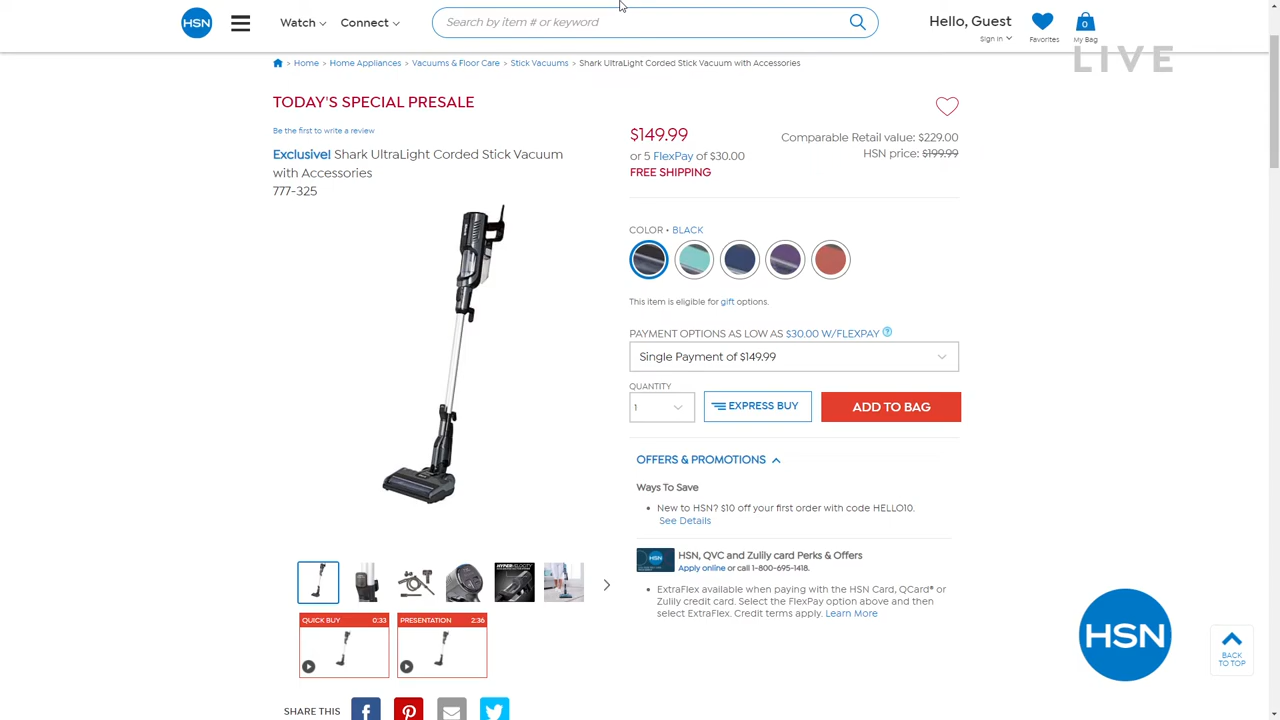 HSN
Watch
Connect
Search by item # or keyword
Hello, Guest
Sign In
Favorites
0
My Bag
LIVE
> Home > Home Appliances > Vacuums & Floor Care > Stick Vacuums > Shark UltraLight Corded Stick Vacuum with Accessories
TODAY'S SPECIAL PRESALE
Be the first to write a review
Exclusive! Shark UltraLight Corded Stick Vacuum
with Accessories
777-325
$149.99
or 5 FlexPay of $30.00
FREE SHIPPING
Comparable Retail value: $229.00
HSN price: $199.99
COLOR • BLACK
This item is eligible for gift options.
PAYMENT OPTIONS AS LOW AS $30.00 W/FLEXPAY ?
Single Payment of $149.99
QUANTITY
1
EXPRESS BUY
ADD TO BAG
OFFERS & PROMOTIONS
Ways To Save
• New to HSN? $10 off your first order with code HELLO10.
See Details
HSN
HSN, QVC and Zulily card Perks & Offers
Apply online or call 1-800-695-1418.
• ExtraFlex available when paying with the HSN Card, QCard® or
Zulily credit card. Select the FlexPay option above and then
select ExtraFlex. Credit terms apply. Learn More
HYPER-VELOCITY
QUICK BUY 0:33
PRESENTATION 2:36
SHARE THIS
HSN
BACK
TO TOP